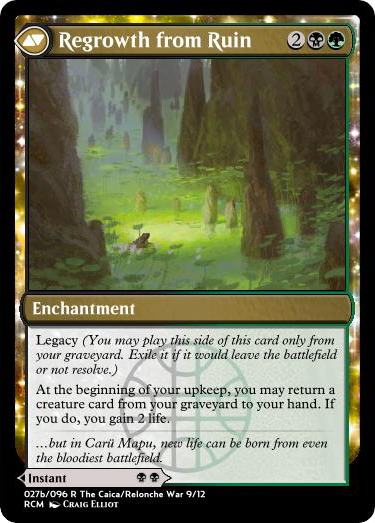 Regrowth from Ruin 2
Enchantment
Legacy (You may play this side of this card only from
your graveyard. Exile it if it would leave the battlefield
or not resolve.)
At the beginning of your upkeep, you may return a
creature card from your graveyard to your hand. If
you do, you gain 2 life.
...but in Carü Mapu, new life can be born from even
the bloodiest battlefield.
Instant
027b/096 R The Caica/Relonche War 9/12
RCM Craig Elliot